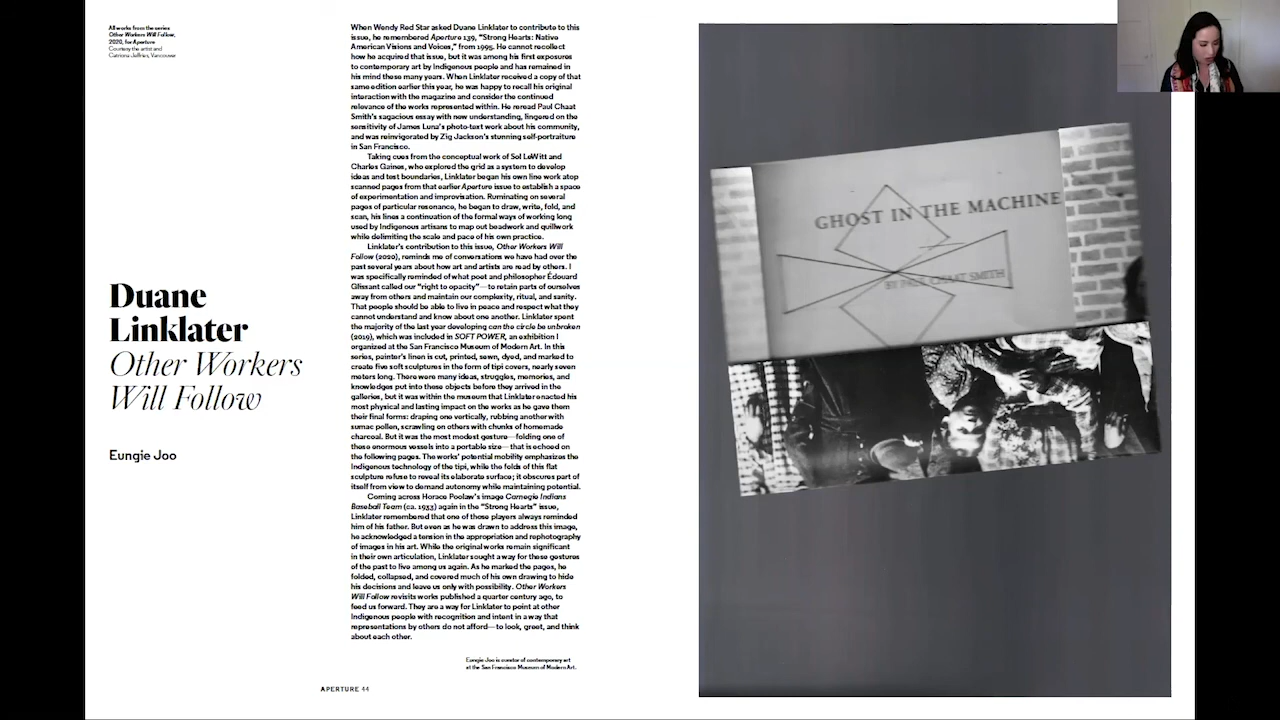 All works from the series
Other Workers Will Follow,
2020, for Aperture
Courtesy the artist and
Catriona Jeffries, Vancouver
Duane
Linklater
Other Workers
Will Follow
Eungie Joo
When Wendy Red Star asked Duane Linklater to contribute to this
issue, he remembered Aperture 139, “Strong Hearts: Native
American Visions and Voices,” from 1995. He cannot recollect
how he acquired that issue, but it was among his first exposures
to contemporary art by Indigenous people and has remained in
his mind these many years. When Linklater received a copy of that
same edition earlier this year, he was happy to recall his original
interaction with the magazine and consider the continued
relevance of the works represented within. He reread Paul Chaat
Smith’s sagacious essay with new understanding, lingered on the
sensitivity of James Luna’s photo-text work about his community,
and was reinvigorated by Zig Jackson’s stunning self-portraiture
in San Francisco.
Taking cues from the conceptual work of Sol LeWitt and
Charles Gaines, who explored the grid as a system to develop
ideas and test boundaries, Linklater began his own line work atop
scanned pages from that earlier Aperture issue to establish a space
of experimentation and improvisation. Ruminating on several
pages of particular resonance, he began to draw, write, fold, and
scan, his lines a continuation of the formal ways of working long
used by Indigenous artisans to map out beadwork and quillwork
while delimiting the scale and pace of his own practice.
Linklater’s contribution to this issue, Other Workers Will
Follow (2020), reminds me of conversations we have had over the
past several years about how art and artists are read by others. I
was specifically reminded of what poet and philosopher Édouard
Glissant called our “right to opacity”—to retain parts of ourselves
away from others and maintain our complexity, ritual, and sanity.
That people should be able to live in peace and respect what they
cannot understand and know about one another. Linklater spent
the majority of the last year developing can the circle be unbroken
(2019), which was included in SOFT POWER, an exhibition I
organized at the San Francisco Museum of Modern Art. In this
series, painter’s linen is cut, printed, sewn, dyed, and marked to
create five soft sculptures in the form of tipi covers, nearly seven
meters long. There were many ideas, struggles, memories, and
knowledges put into these objects before they arrived in the
galleries, but it was within the museum that Linklater enacted his
most physical and lasting impact on the works as he gave them
their final forms: draping one vertically, rubbing another with
sumac pollen, scrawling on others with chunks of homemade
charcoal. But it was the most modest gesture—folding one of
these enormous vessels into a portable size—that is echoed on
the following pages. The works’ potential mobility emphasizes the
Indigenous technology of the tipi, while the folds of this flat
sculpture refuse to reveal its elaborate surface; it obscures part of
itself from view to demand autonomy while maintaining potential.
Coming across Horace Poolaw’s image Carnegie Indians
Baseball Team (ca. 1933) again in the “Strong Hearts” issue,
Linklater remembered that one of those players always reminded
him of his father. But even as he was drawn to address this image,
he acknowledged a tension in the appropriation and rephotography
of images in his art. While the original works remain significant
in their own articulation, Linklater sought a way for these gestures
of the past to live among us again. As he marked the pages, he
folded, collapsed, and covered much of his own drawing to hide
his decisions and leave us only with possibility. Other Workers
Will Follow revisits works published a quarter century ago, to
feed us forward. They are a way for Linklater to point at other
Indigenous people with recognition and intent in a way that
representations by others do not afford—to look, greet, and think
about each other.
Eungie Joo is curator of contemporary art
at the San Francisco Museum of Modern Art.
APERTURE 44
GHOST IN THE MACHINE
BY PAUL CHAAT SMITH